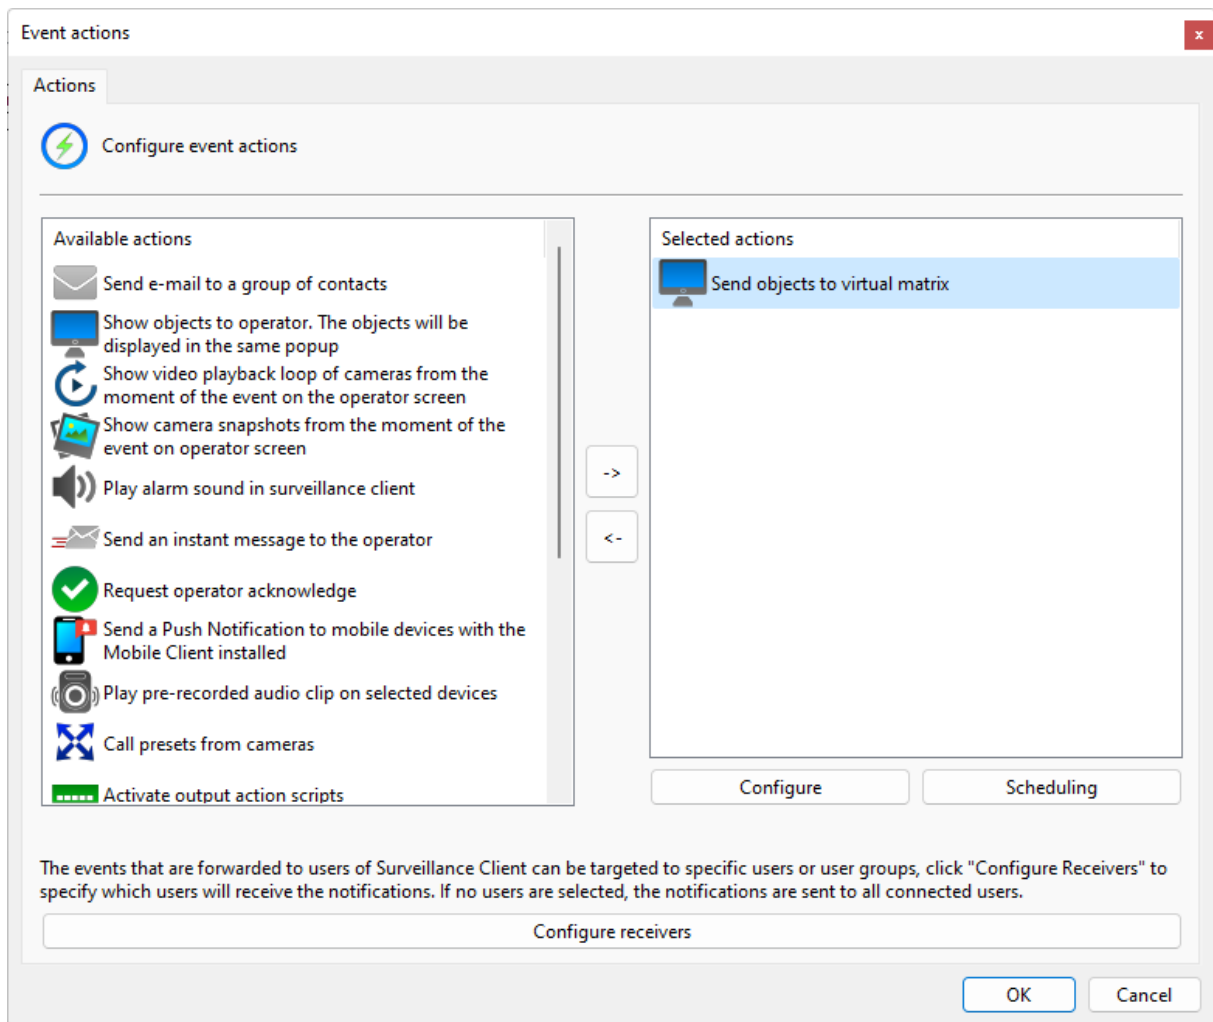 Event actions
x
Actions
Configure event actions
Available actions
Send e-mail to a group of contacts
Show objects to operator. The objects will be
displayed in the same popup
Show video playback loop of cameras from the
moment of the event on the operator screen
Show camera snapshots from the moment of the
event on operator screen
Play alarm sound in surveillance client
Send an instant message to the operator
Request operator acknowledge
Send a Push Notification to mobile devices with the
Mobile Client installed
Play pre-recorded audio clip on selected devices
Call presets from cameras
Activate output action scripts
->
<-
Selected actions
Send objects to virtual matrix
Configure
Scheduling
The events that are forwarded to users of Surveillance Client can be targeted to specific users or user groups, click "Configure Receivers" to
specify which users will receive the notifications. If no users are selected, the notifications are sent to all connected users.
Configure receivers
OK
Cancel